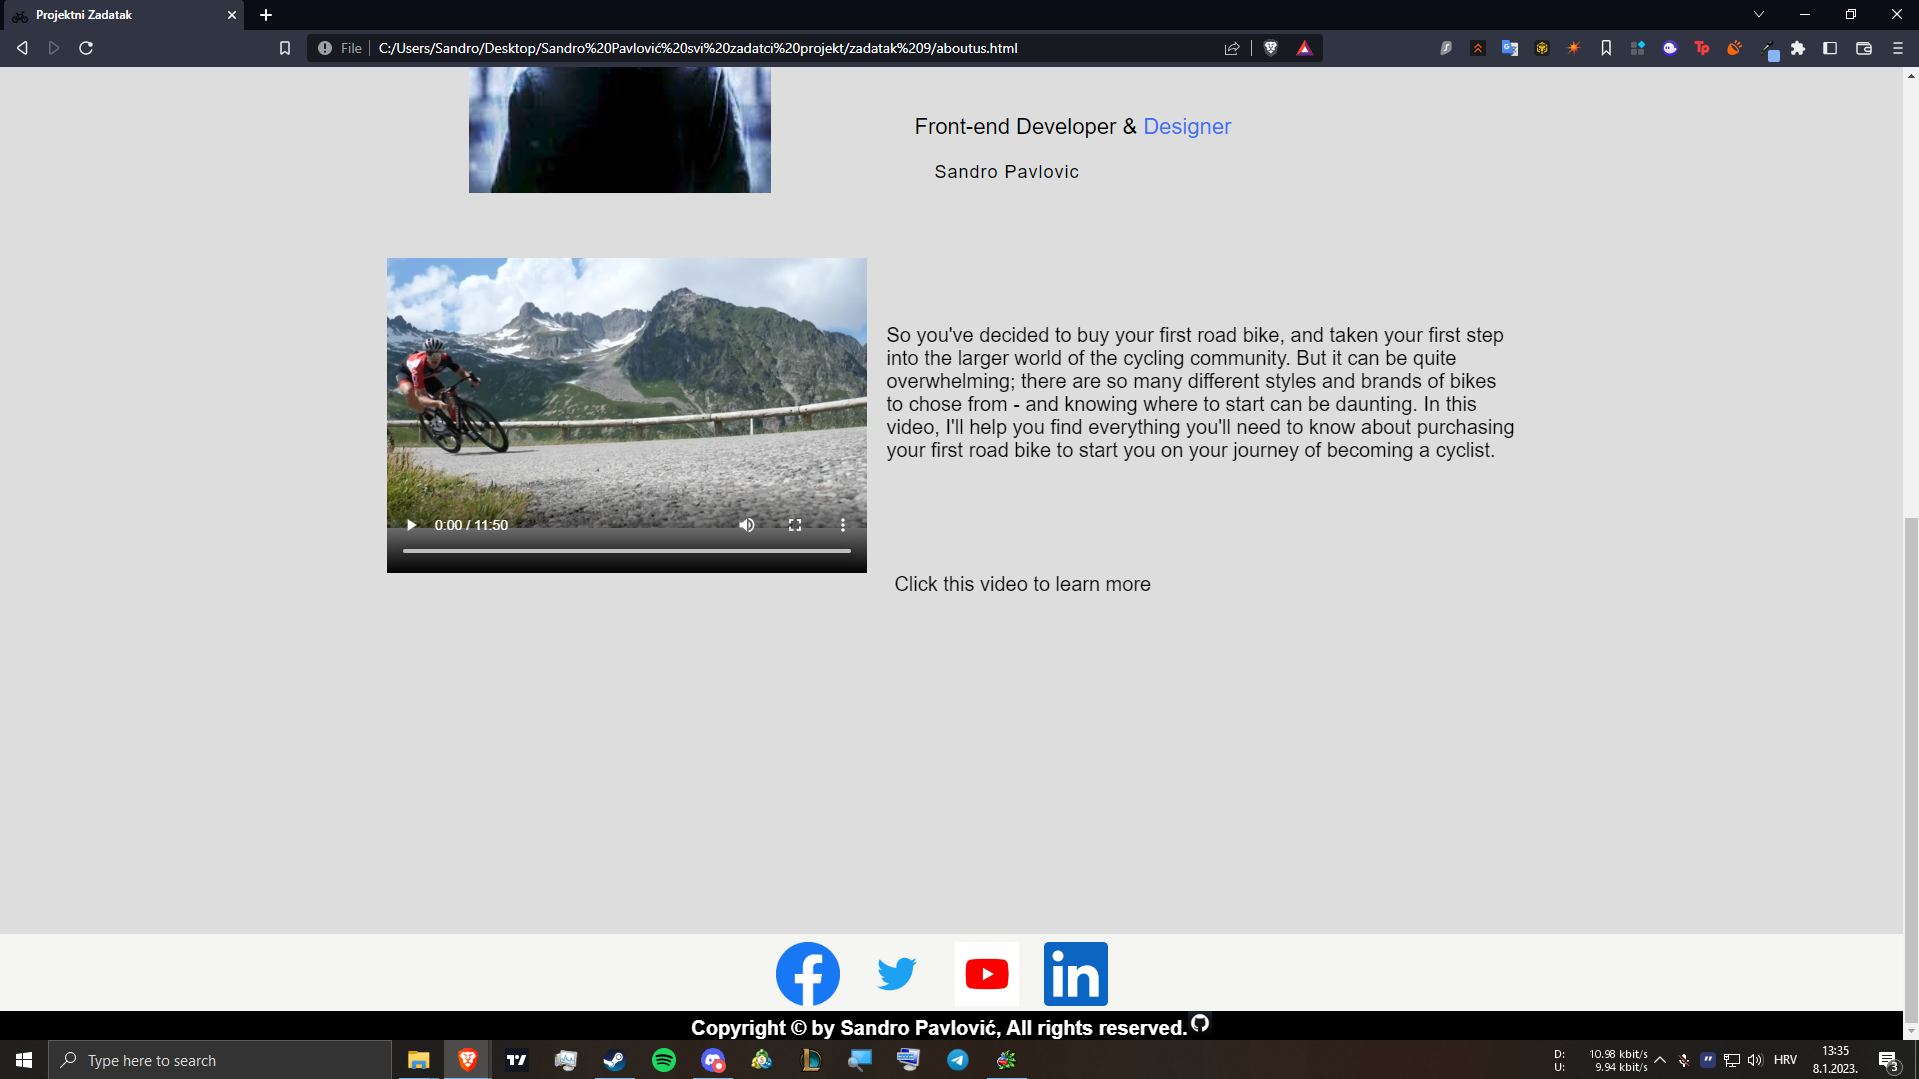 Projektni Zadatak
File
C:/Users/Sandro/Desktop/Sandro%20Pavlović%20svi%20zadatci%20projekt/zadatak%209/aboutus.html
Front-end Developer & Designer
Sandro Pavlovic
So you've decided to buy your first road bike, and taken your first step
into the larger world of the cycling community. But it can be quite
overwhelming; there are so many different styles and brands of bikes
to chose from - and knowing where to start can be daunting. In this
video, I'll help you find everything you'll need to know about purchasing
your first road bike to start you on your journey of becoming a cyclist.
0:00 / 11:50
Click this video to learn more
in
Copyright © by Sandro Pavlović, All rights reserved.
Type here to search
D: 10.98 kbit/s
U: 9.94 kbit/s
HRV
13:35
8.1.2023.
3